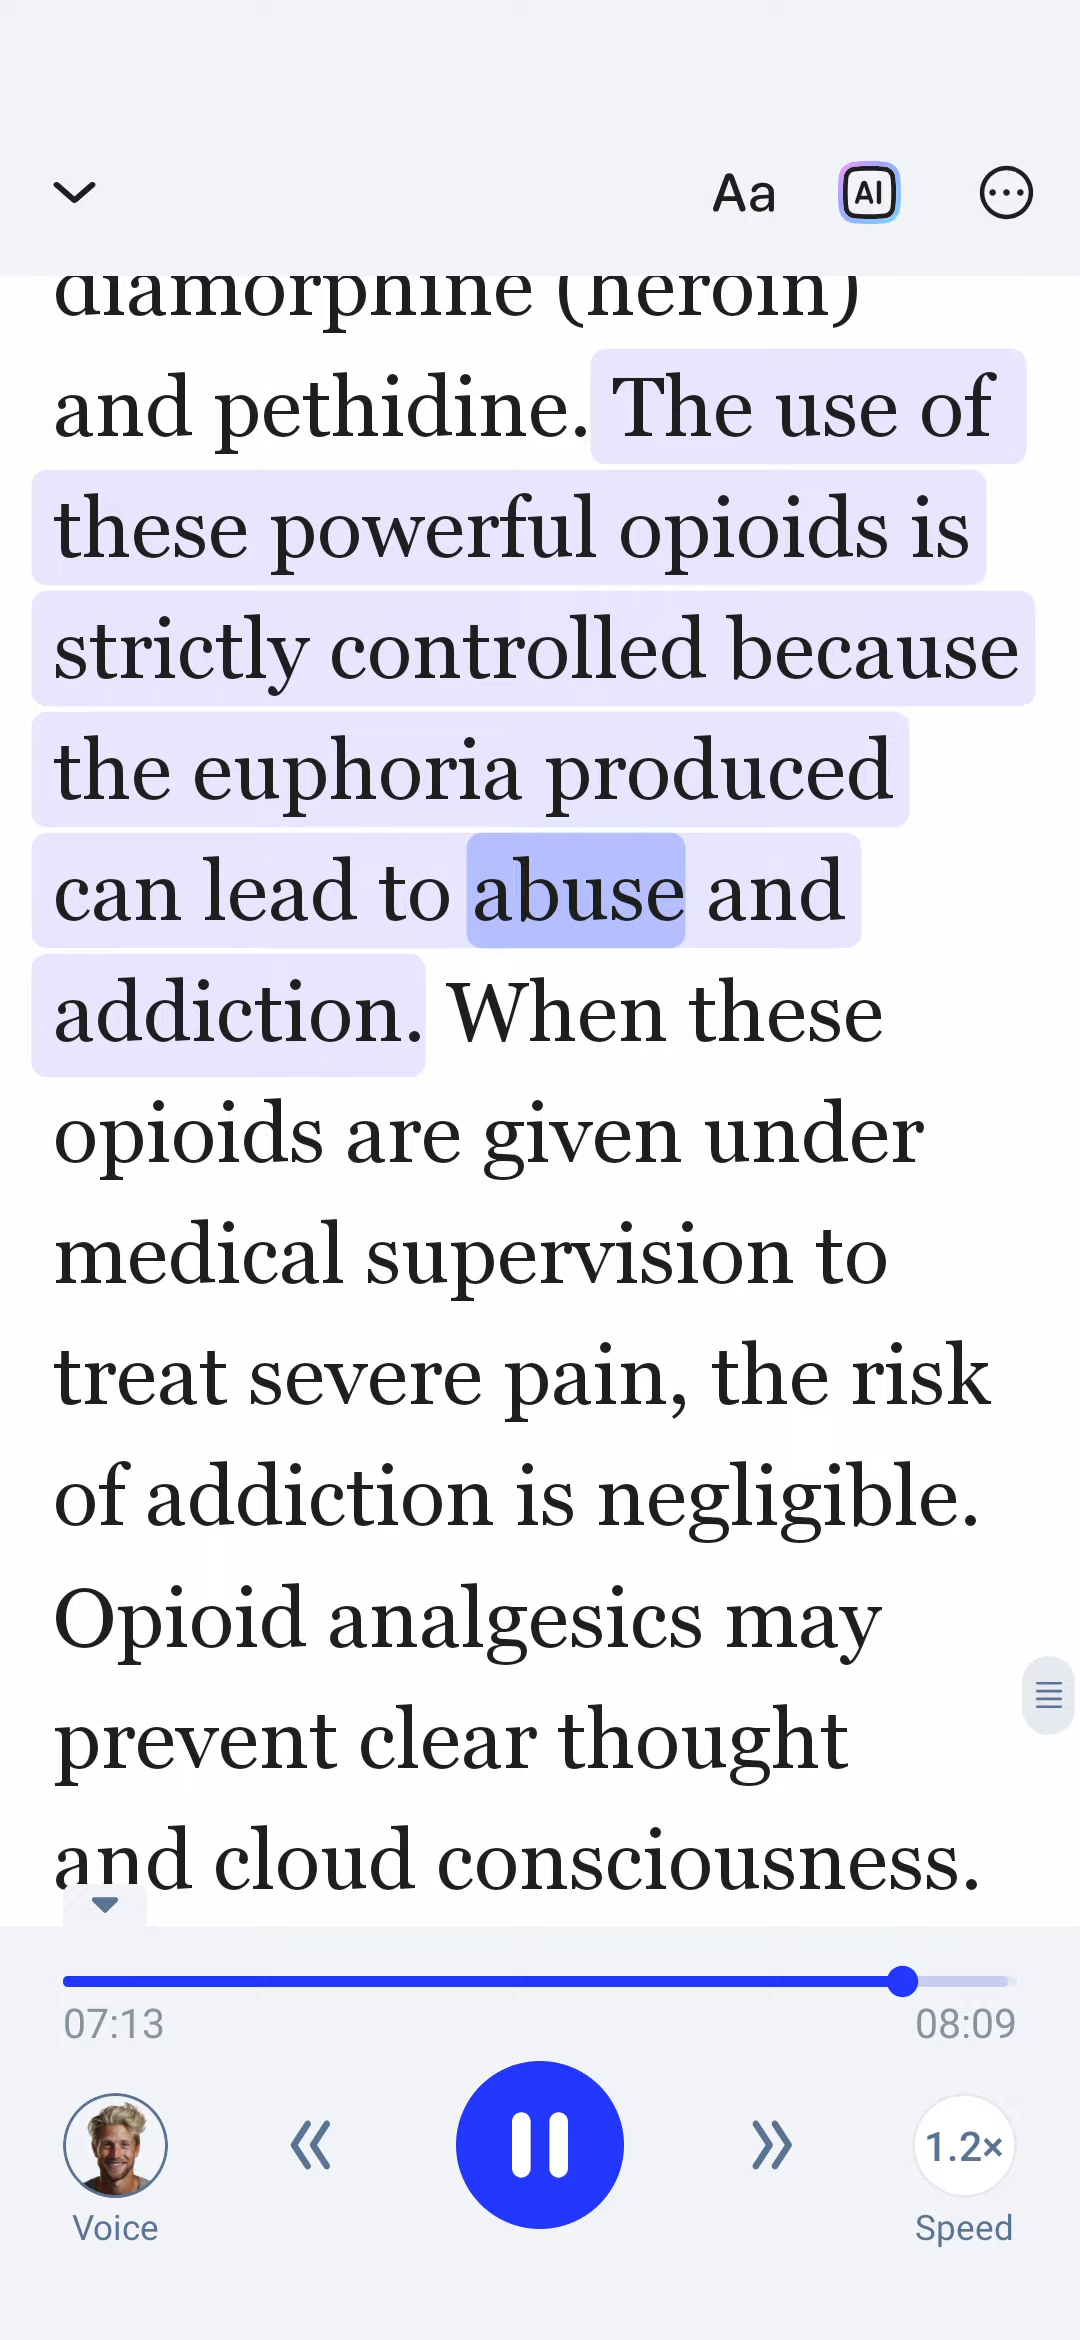 Aa
AI
diamorphine (heroin)
and pethidine. The use of
these powerful opioids is
strictly controlled because
the euphoria produced
can lead to abuse and
addiction. When these
opioids are given under
medical supervision to
treat severe pain, the risk
of addiction is negligible.
Opioid analgesics may
prevent clear thought
and cloud consciousness.
07:13
08:09
1.2×
Voice
Speed